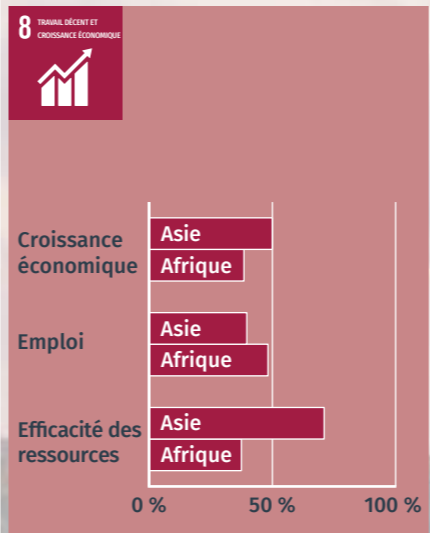 8 TRAVAIL DÉCENT ET
CROISSANCE ÉCONOMIQUE
Croissance
économique
Asie
Afrique
Emploi
Asie
Afrique
Efficacité des
ressources
Asie
Afrique
0 % 50 % 100 %